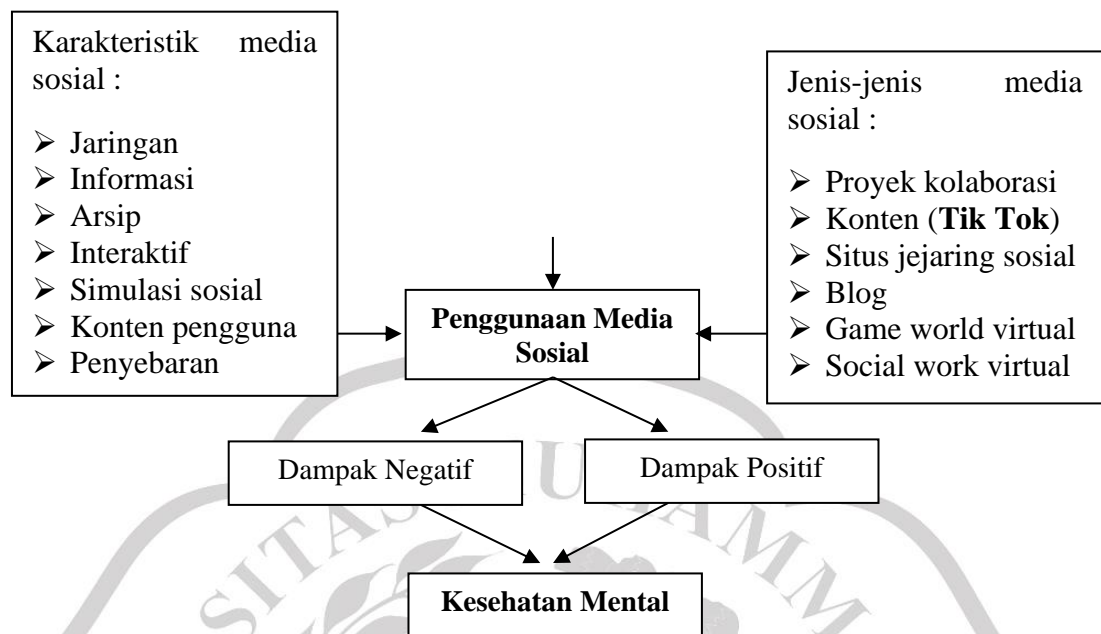 Karakteristik media
sosial :
➢ Jaringan
➢ Informasi
➢ Arsip
➢ Interaktif
➢ Simulasi sosial
➢ Konten pengguna
➢ Penyebaran
Jenis-jenis media
sosial :
➢ Proyek kolaborasi
➢ Konten (Tik Tok)
➢ Situs jejaring sosial
➢ Blog
➢ Game world virtual
➢ Social work virtual
Penggunaan Media
Sosial
Dampak Negatif
Dampak Positif
Kesehatan Mental